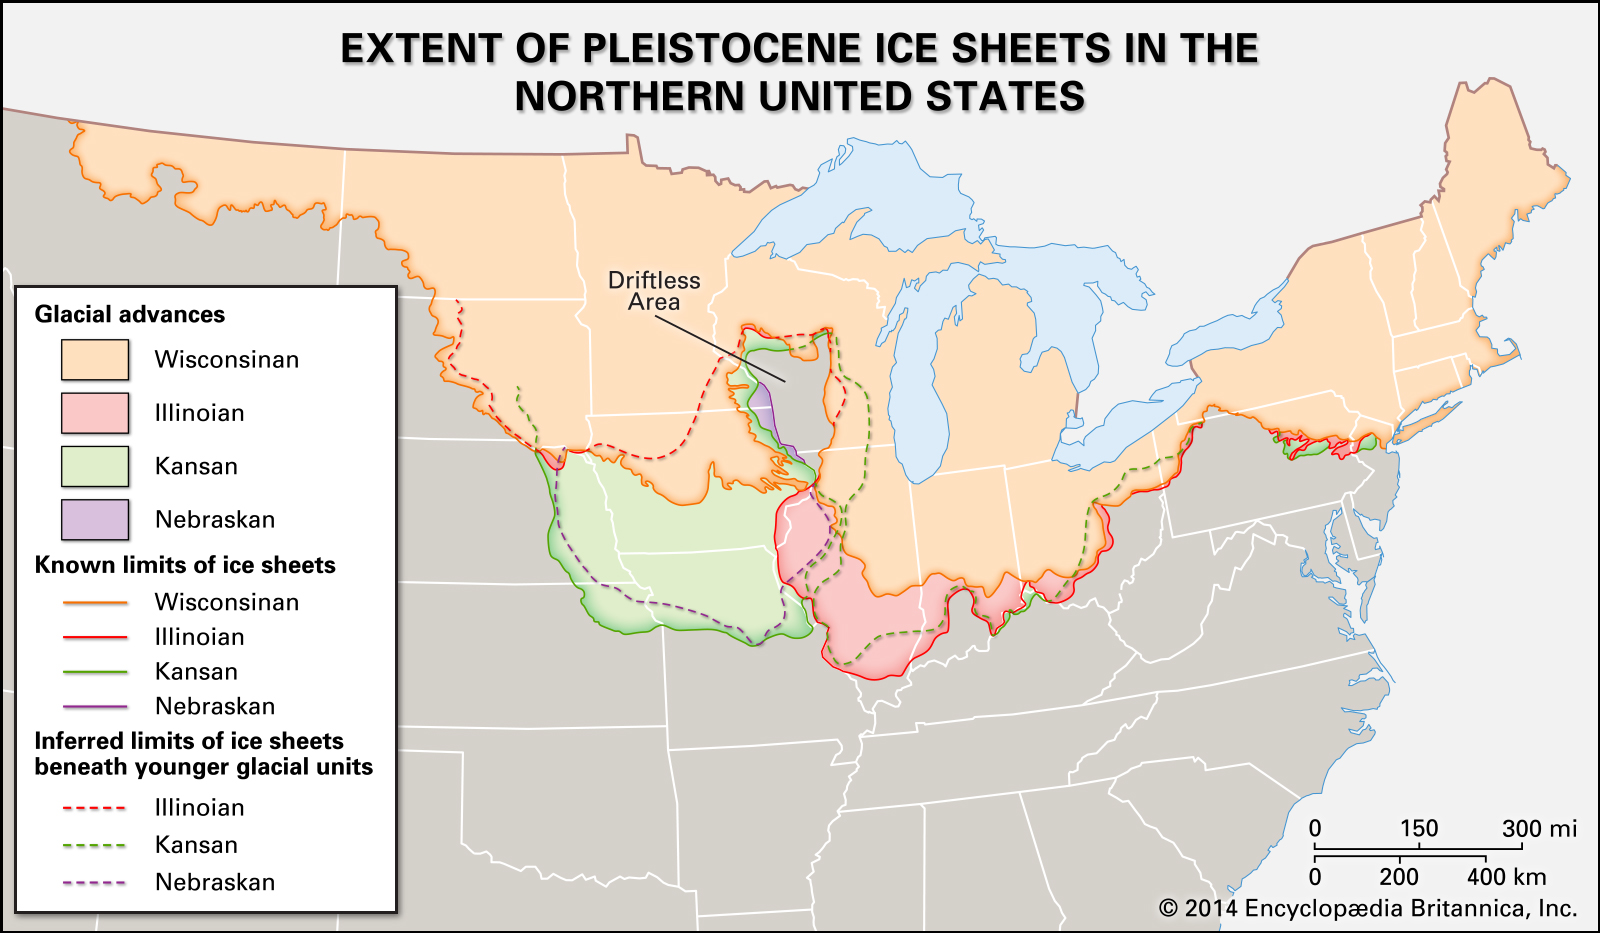 EXTENT OF PLEISTOCENE ICE SHEETS IN THE
NORTHERN UNITED STATES
Driftless
Area
Glacial advances
Wisconsinan
Illinoian
Kansan
Nebraskan
Known limits of ice sheets
Wisconsinan
Illinoian
Kansan
Nebraskan
Inferred limits of ice sheets
beneath younger glacial units
Illinoian
Kansan
Nebraskan
0 150 300 mi
0 200 400 km
© 2014 Encyclopædia Britannica, Inc.